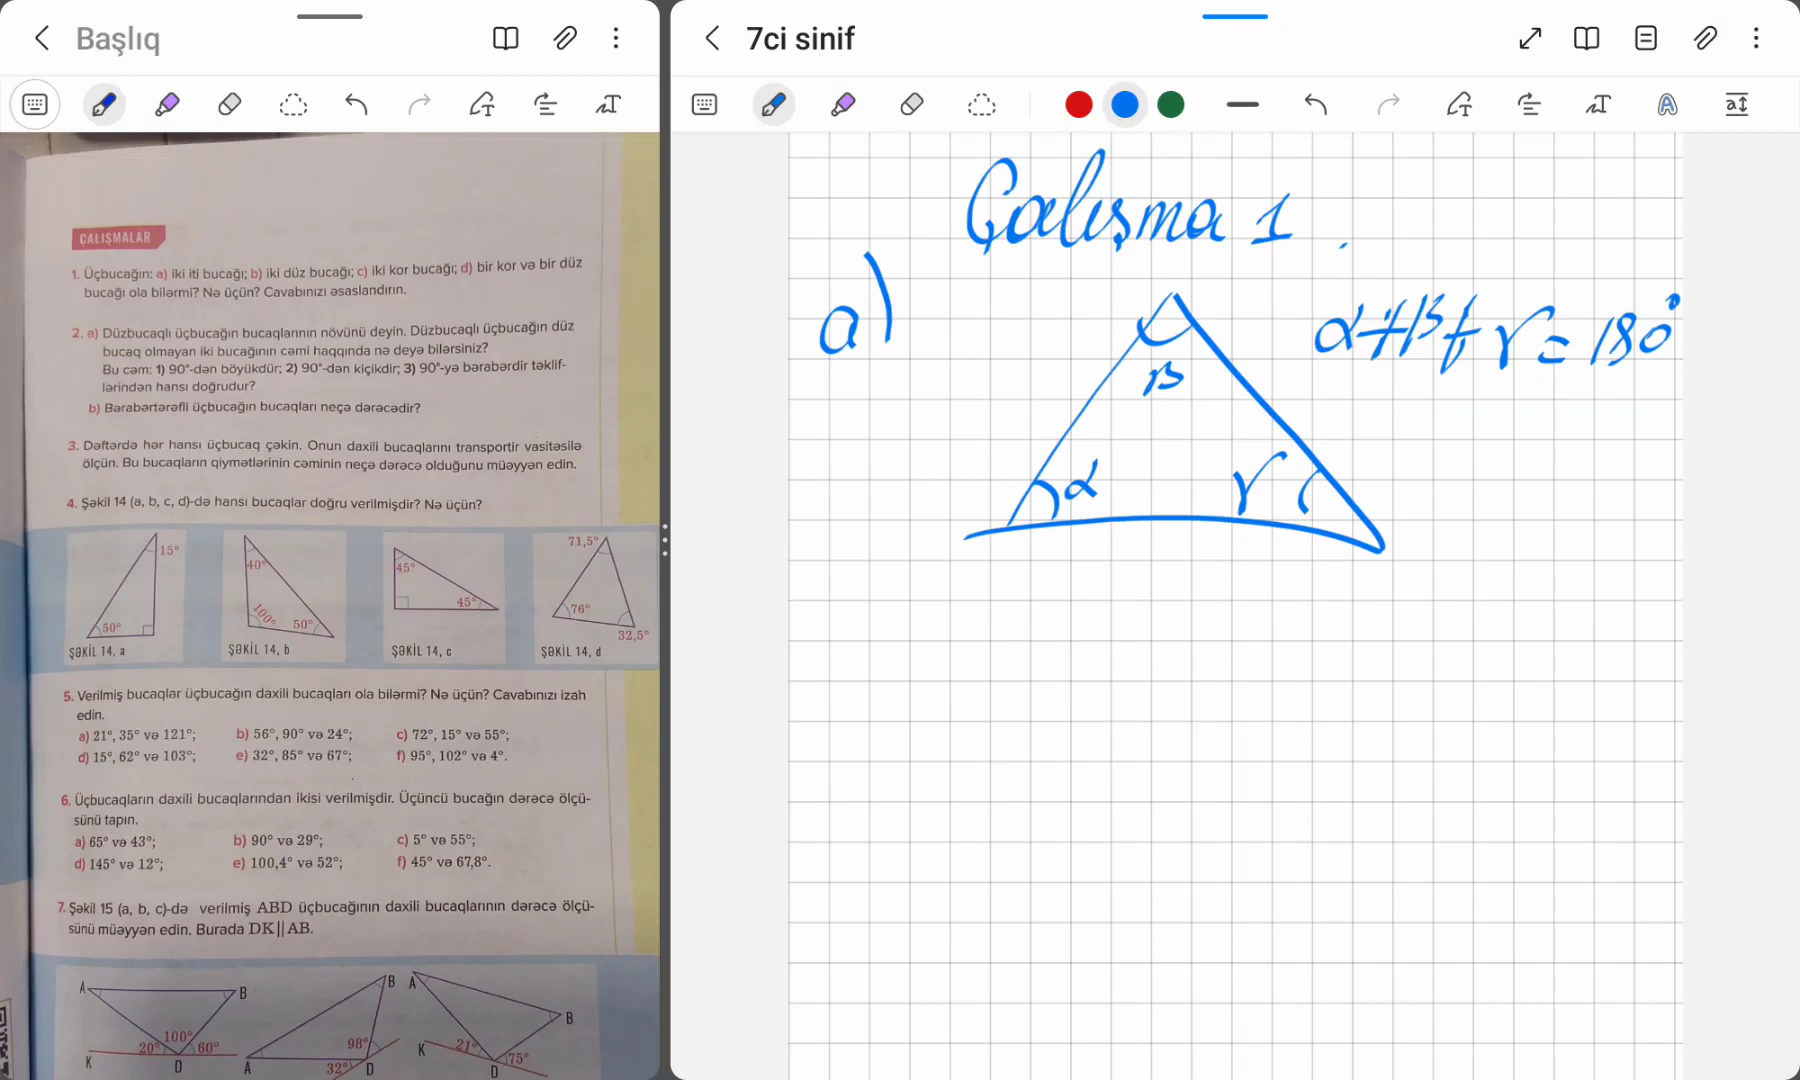 Başlıq
7ci sinif
ÇALIŞMALAR
1. Üçbucağın: a) iki iti bucağı; b) iki düz bucağı; c) iki kor bucağı; d) bir kor və bir düz
bucağı ola bilərmi? Nə üçün? Cavabınızı əsaslandırın.
2. a) Düzbucaqlı üçbucağın bucaqlarının növünü deyin. Düzbucaqlı üçbucağın düz
bucaq olmayan iki bucağının cəmi haqqında nə deyə bilərsiniz?
Bu cəm: 1) 90°-dən böyükdür; 2) 90°-dən kiçikdir; 3) 90°-yə bərabərdir təklif-
lərindən hansı doğrudur?
b) Bərabərtərəfli üçbucağın bucaqları neçə dərəcədir?
3. Dəftərdə hər hansı üçbucaq çəkin. Onun daxili bucaqlarını transportir vasitəsilə
ölçün. Bu bucaqların qiymətlərinin cəminin neçə dərəcə olduğunu müəyyən edin.
4. Şəkil 14 (a, b, c, d)-də hansı bucaqlar doğru verilmişdir? Nə üçün?
15°
50°
ŞƏKİL 14, a
40°
100°
50°
ŞƏKİL 14, b
45°
45°
ŞƏKİL 14, c
71,5°
76°
32,5°
ŞƏKİL 14, d
5. Verilmiş bucaqlar üçbucağın daxili bucaqları ola bilərmi? Nə üçün? Cavabınızı izah
edin.
a) 21°, 35° və 121°; b) 56°, 90° və 24°; c) 72°, 15° və 55°;
d) 15°, 62° və 103°; e) 32°, 85° və 67°; f) 95°, 102° və 4°.
6. Üçbucaqların daxili bucaqlarından ikisi verilmişdir. Üçüncü bucağın dərəcə ölçü-
sünü tapın.
a) 65° və 43°; b) 90° və 29°; c) 5° və 55°;
d) 145° və 12°; e) 100,4° və 52°; f) 45° və 67,8°.
7. Şəkil 15 (a, b, c)-də verilmiş ABD üçbucağının daxili bucaqlarının dərəcə ölçü-
sünü müəyyən edin. Burada DK||AB.
A B
100°
20° 60°
K D
B
98°
A 32° D
A
B
K 21° 75°
D
Çalışma 1.
a)
α+β+γ=180°
β
α γ